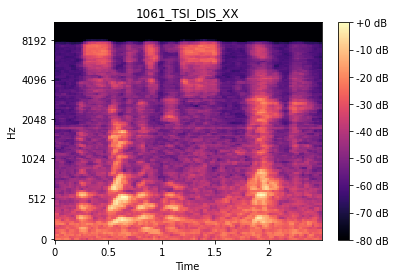 1061_TSI_DIS_XX
8192
4096
2048
1024
512
0
Hz
0
0.5
1
1.5
2
Time
+0 dB
-10 dB
-20 dB
-30 dB
-40 dB
-50 dB
-60 dB
-70 dB
-80 dB